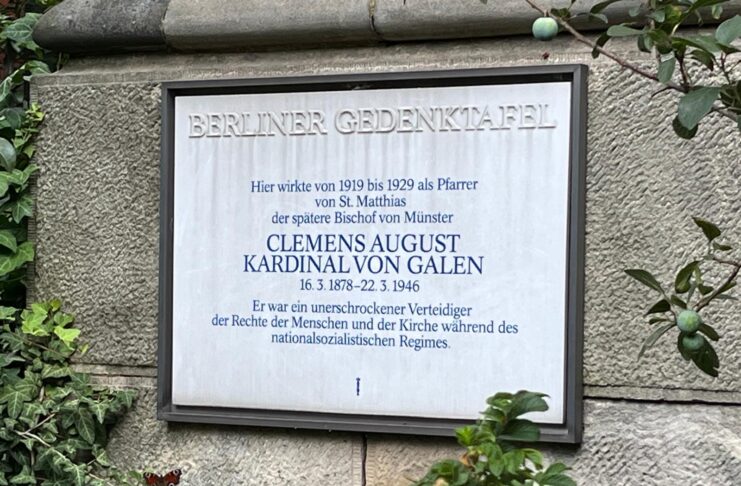 BERLINER GEDENKTAFEL
Hier wirkte von 1919 bis 1929 als Pfarrer
von St. Matthias
der spätere Bischof von Münster
CLEMENS AUGUST
KARDINAL VON GALEN
16. 3. 1878–22. 3. 1946
Er war ein unerschrockener Verteidiger
der Rechte der Menschen und der Kirche während des
nationalsozialistischen Regimes.